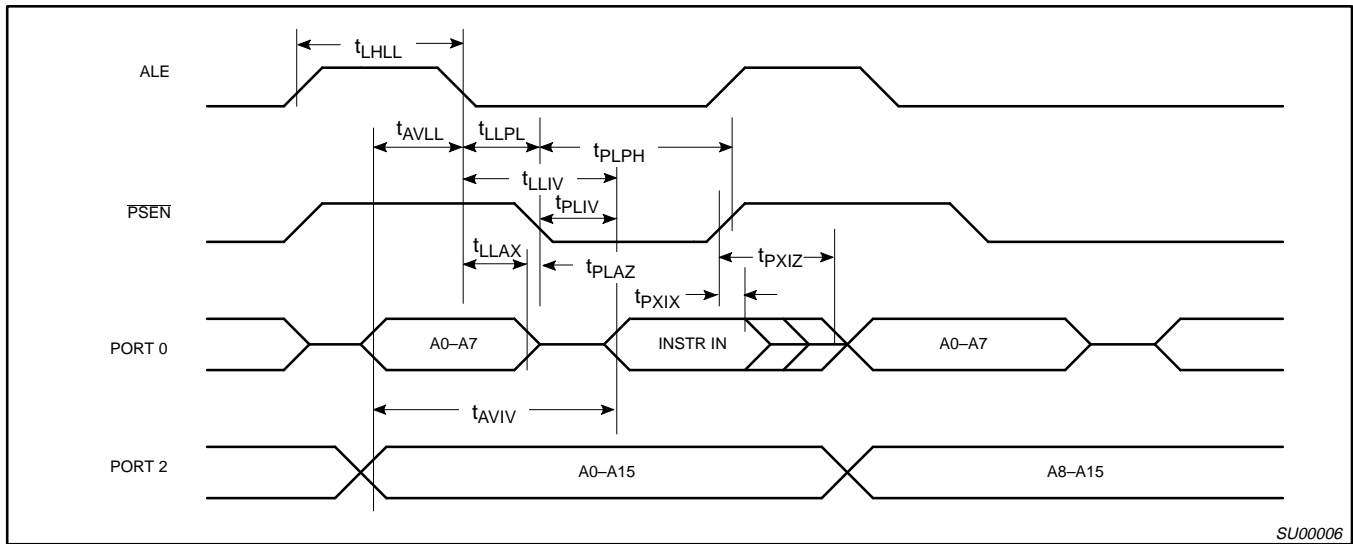 tLHLL
ALE
tAVLL
tLLPL
tPLPH
tLLIV
PSEN
tPLIV
tLLAX
tPLAZ
tPXIZ
tPXIX
PORT 0
A0–A7
INSTR IN
A0–A7
tAVIV
PORT 2
A0–A15
A8–A15
SU00006